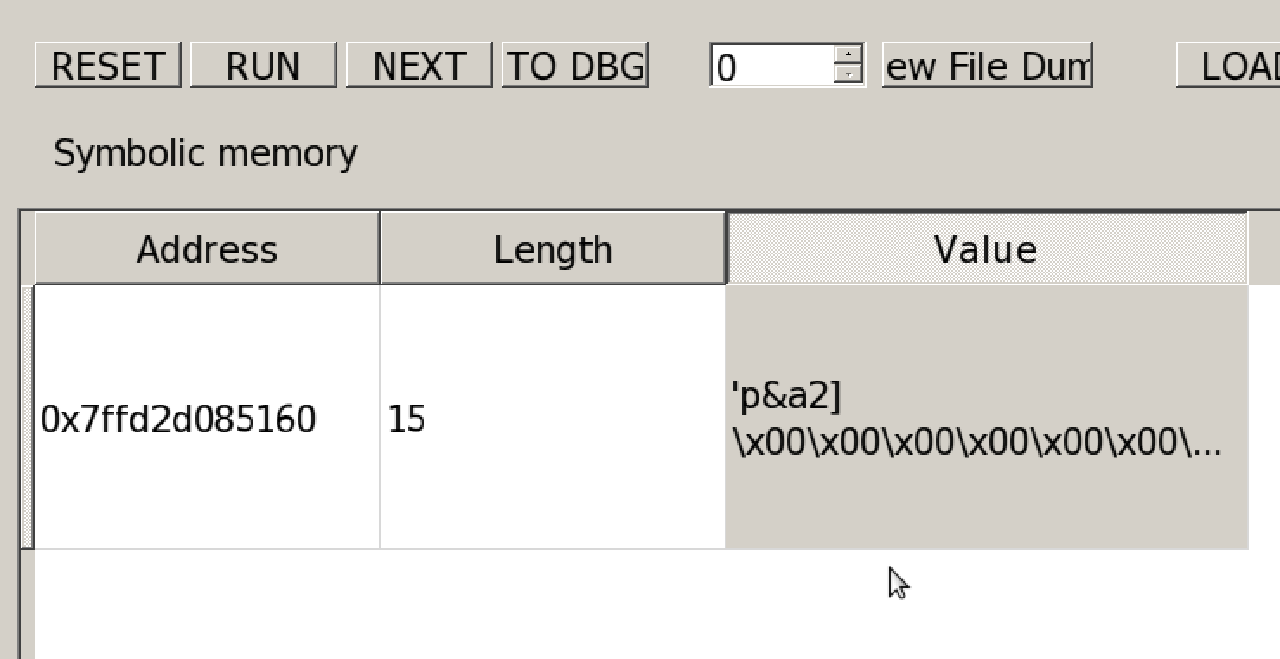 RESET RUN NEXT TO DBG 0 ew File Dum LOAD
Symbolic memory
Address Length Value
0x7ffd2d085160 15 'p&a2]
\x00\x00\x00\x00\x00\x00\...